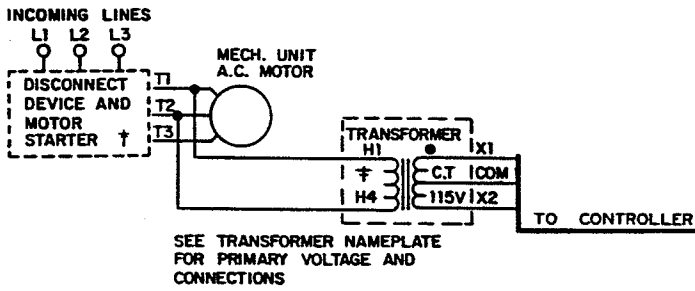 INCOMING LINES
L1 L2 L3
MECH. UNIT
A.C. MOTOR
DISCONNECT
DEVICE AND
MOTOR
STARTER ‡
T1
T2
T3
TRANSFORMER
H1 X1
‡ C.T COM
H4 115V X2
TO CONTROLLER
SEE TRANSFORMER NAMEPLATE
FOR PRIMARY VOLTAGE AND
CONNECTIONS